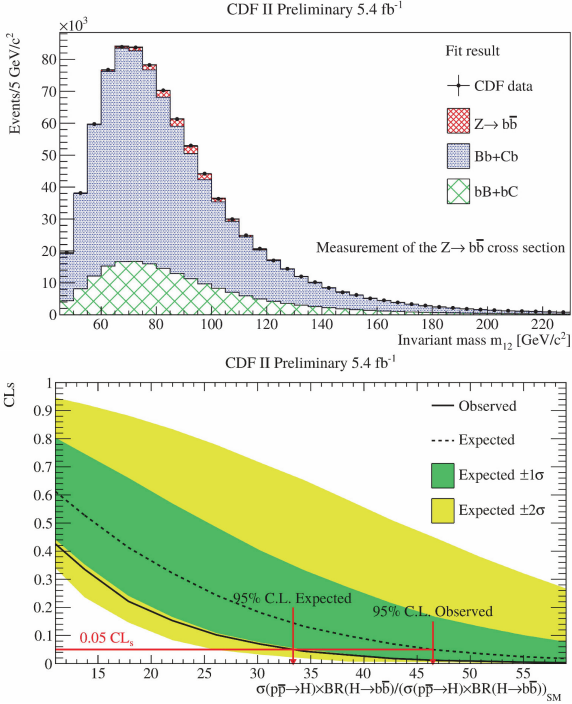 CDF II Preliminary 5.4 fb⁻¹
×10³
Events/5 GeV/c²
90
80
70
60
50
40
30
20
10
0
Fit result
CDF data
Z→ bb̅
Bb+Cb
bB+bC
Measurement of the Z→ bb̅ cross section
60 80 100 120 140 160 180 200 220
Invariant mass m₁₂ [GeV/c²]
CDF II Preliminary 5.4 fb⁻¹
CLs
1
0.9
0.8
0.7
0.6
0.5
0.4
0.3
0.2
0.1
0
Observed
Expected
Expected ±1σ
Expected ±2σ
95% C.L. Expected
95% C.L. Observed
0.05 CLₛ
15 20 25 30 35 40 45 50 55
σ(pp̅→H)×BR(H→bb̅)/(σ(pp̅→H)×BR(H→bb̅))SM